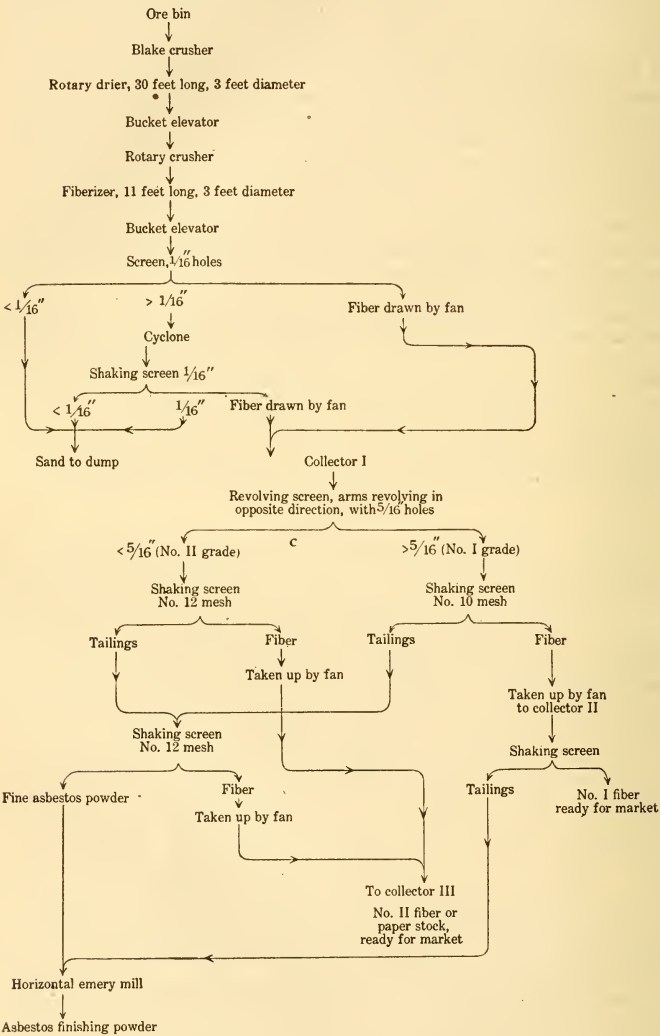 Ore bin
Blake crusher
Rotary drier, 30 feet long, 3 feet diameter
Bucket elevator
Rotary crusher
Fiberizer, 11 feet long, 3 feet diameter
Bucket elevator
Screen, 1/16" holes
< 1/16"
> 1/16"
Fiber drawn by fan
Cyclone
Shaking screen 1/16"
< 1/16"
1/16"
Fiber drawn by fan
Sand to dump
Collector I
Revolving screen, arms revolving in
opposite direction, with 5/16" holes
c
< 5/16" (No. II grade)
>5/16" (No. I grade)
Shaking screen
No. 12 mesh
Shaking screen
No. 10 mesh
Tailings
Fiber
Tailings
Fiber
Taken up by fan
Taken up by fan
to collector II
Shaking screen
No. 12 mesh
Shaking screen
Fine asbestos powder
Fiber
Tailings
No. I fiber
ready for market
Taken up by fan
To collector III
No. II fiber or
paper stock,
ready for market
Horizontal emery mill
Asbestos finishing powder